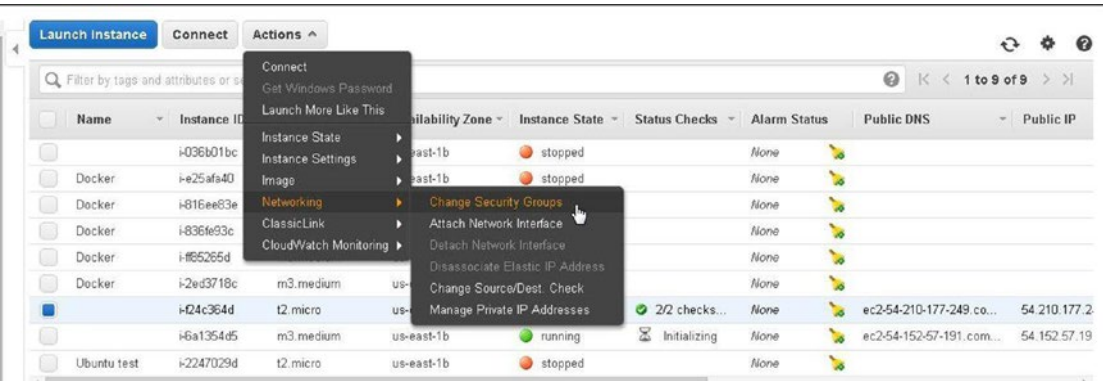 Launch Instance Connect Actions
Filter by tags and attributes or se 1 to 9 of 9
Name Instance ID ailability Zone Instance State Status Checks Alarm Status Public DNS Public IP
Connect
Get Windows Password
Launch More Like This
Instance State
Instance Settings
Image
Networking
ClassicLink
CloudWatch Monitoring
Change Security Groups
Attach Network Interface
Detach Network Interface
Disassociate Elastic IP Address
Change Source/Dest. Check
Manage Private IP Addresses
i-036b01bc east-1b stopped None
Docker i-e25afa40 east-1b stopped None
Docker i-816ee83e None
Docker i-836fe93c None
Docker i-ff85265d None
Docker i-2ed3718c m3.medium us- None
i-f24c364d t2.micro us- 2/2 checks... None ec2-54-210-177-249.co... 54.210.177.2
i-6a1354d5 m3.medium us-east-1b running Initializing None ec2-54-152-57-191.com... 54.152.57.19
Ubuntu test i-2247029d t2.micro us-east-1b stopped None